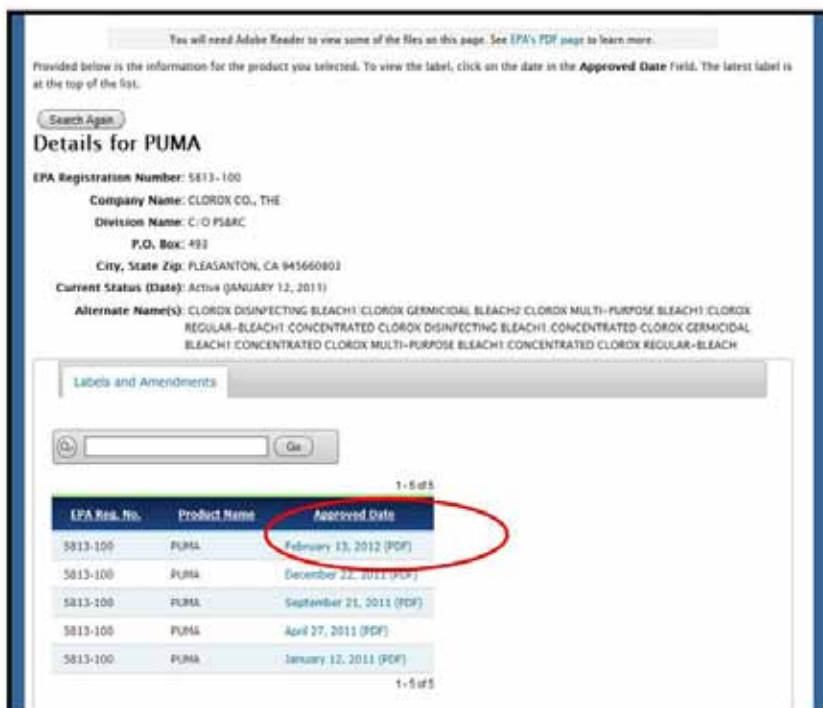 You will need Adobe Reader to view some of the files on this page. See EPA's PDF page to learn more.
Provided below is the information for the product you selected. To view the label, click on the date in the Approved Date Field. The latest label is
at the top of the list.
Search Again
Details for PUMA
EPA Registration Number: 5813-100
Company Name: CLOROX CO., THE
Division Name: C/O PS&RC
P.O. Box: 493
City, State Zip: PLEASANTON, CA 945660803
Current Status (Date): Active (JANUARY 12, 2011)
Alternate Name(s): CLOROX DISINFECTING BLEACH1 CLOROX GERMICIDAL BLEACH2 CLOROX MULTI-PURPOSE BLEACH1 CLOROX
REGULAR-BLEACH1 CONCENTRATED CLOROX DISINFECTING BLEACH1 CONCENTRATED CLOROX GERMICIDAL
BLEACH1 CONCENTRATED CLOROX MULTI-PURPOSE BLEACH1 CONCENTRATED CLOROX REGULAR-BLEACH
Labels and Amendments
Go
1 - 5 of 5
EPA Reg. No. Product Name Approved Date
5813-100 PUMA February 13, 2012 (PDF)
5813-100 PUMA December 22, 2011 (PDF)
5813-100 PUMA September 21, 2011 (PDF)
5813-100 PUMA April 27, 2011 (PDF)
5813-100 PUMA January 12, 2011 (PDF)
1 - 5 of 5